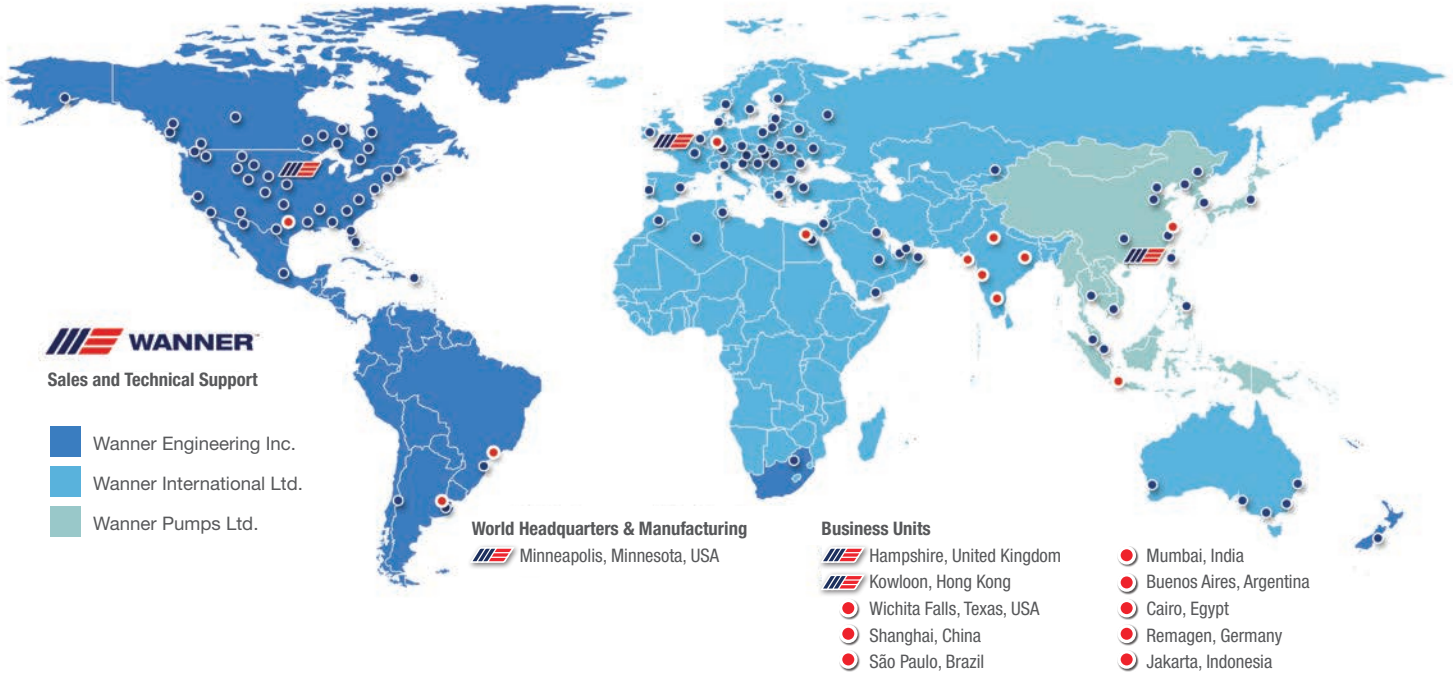 WANNER™
Sales and Technical Support
Wanner Engineering Inc.
Wanner International Ltd.
Wanner Pumps Ltd.
World Headquarters & Manufacturing
Minneapolis, Minnesota, USA
Business Units
Hampshire, United Kingdom
Kowloon, Hong Kong
Wichita Falls, Texas, USA
Shanghai, China
São Paulo, Brazil
Mumbai, India
Buenos Aires, Argentina
Cairo, Egypt
Remagen, Germany
Jakarta, Indonesia